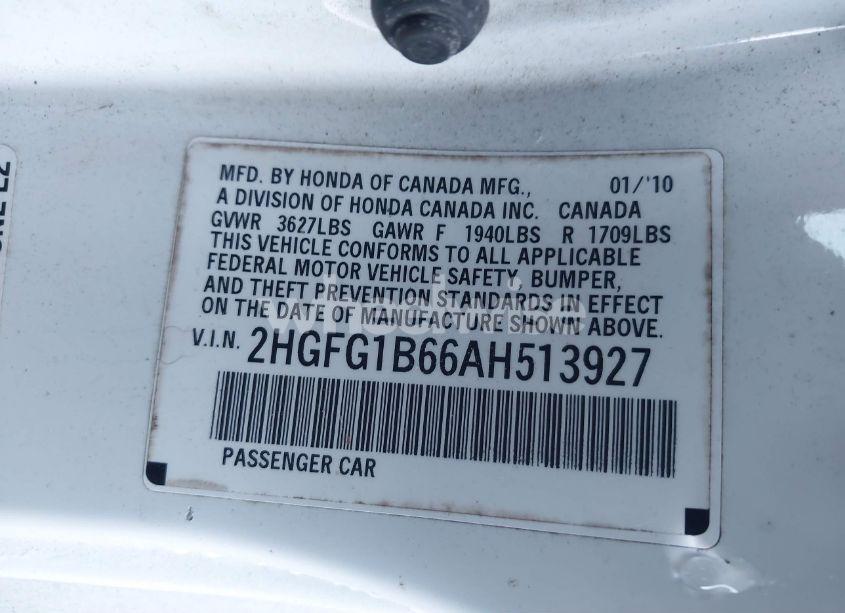 MFD. BY HONDA OF CANADA MFG., 01/'10
A DIVISION OF HONDA CANADA INC. CANADA
GVWR 3627LBS GAWR F 1940LBS R 1709LBS
THIS VEHICLE CONFORMS TO ALL APPLICABLE
FEDERAL MOTOR VEHICLE SAFETY, BUMPER,
AND THEFT PREVENTION STANDARDS IN EFFECT
ON THE DATE OF MANUFACTURE SHOWN ABOVE.
V.I.N. 2HGFG1B66AH513927
PASSENGER CAR